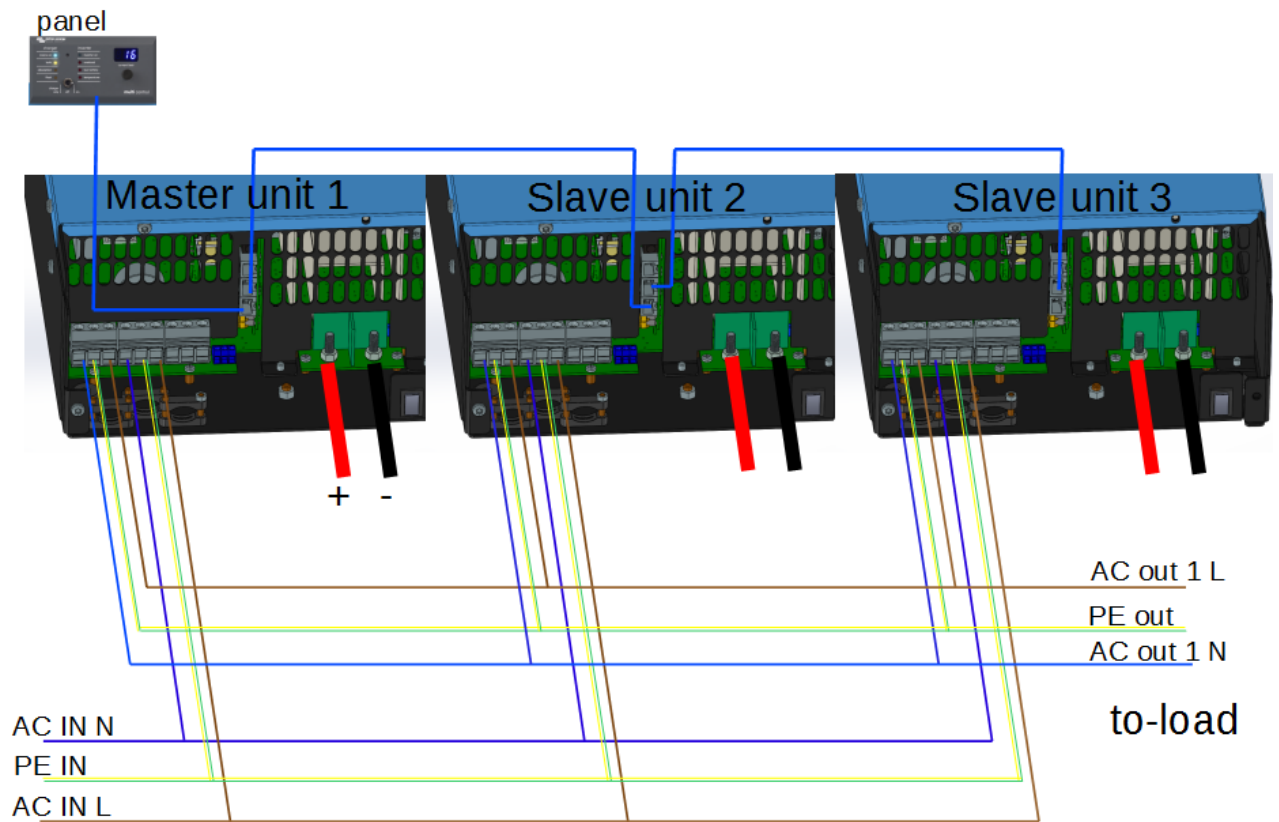 panel
16
Master unit 1
Slave unit 2
Slave unit 3
+ -
AC out 1 L
PE out
AC out 1 N
to-load
AC IN N
PE IN
AC IN L